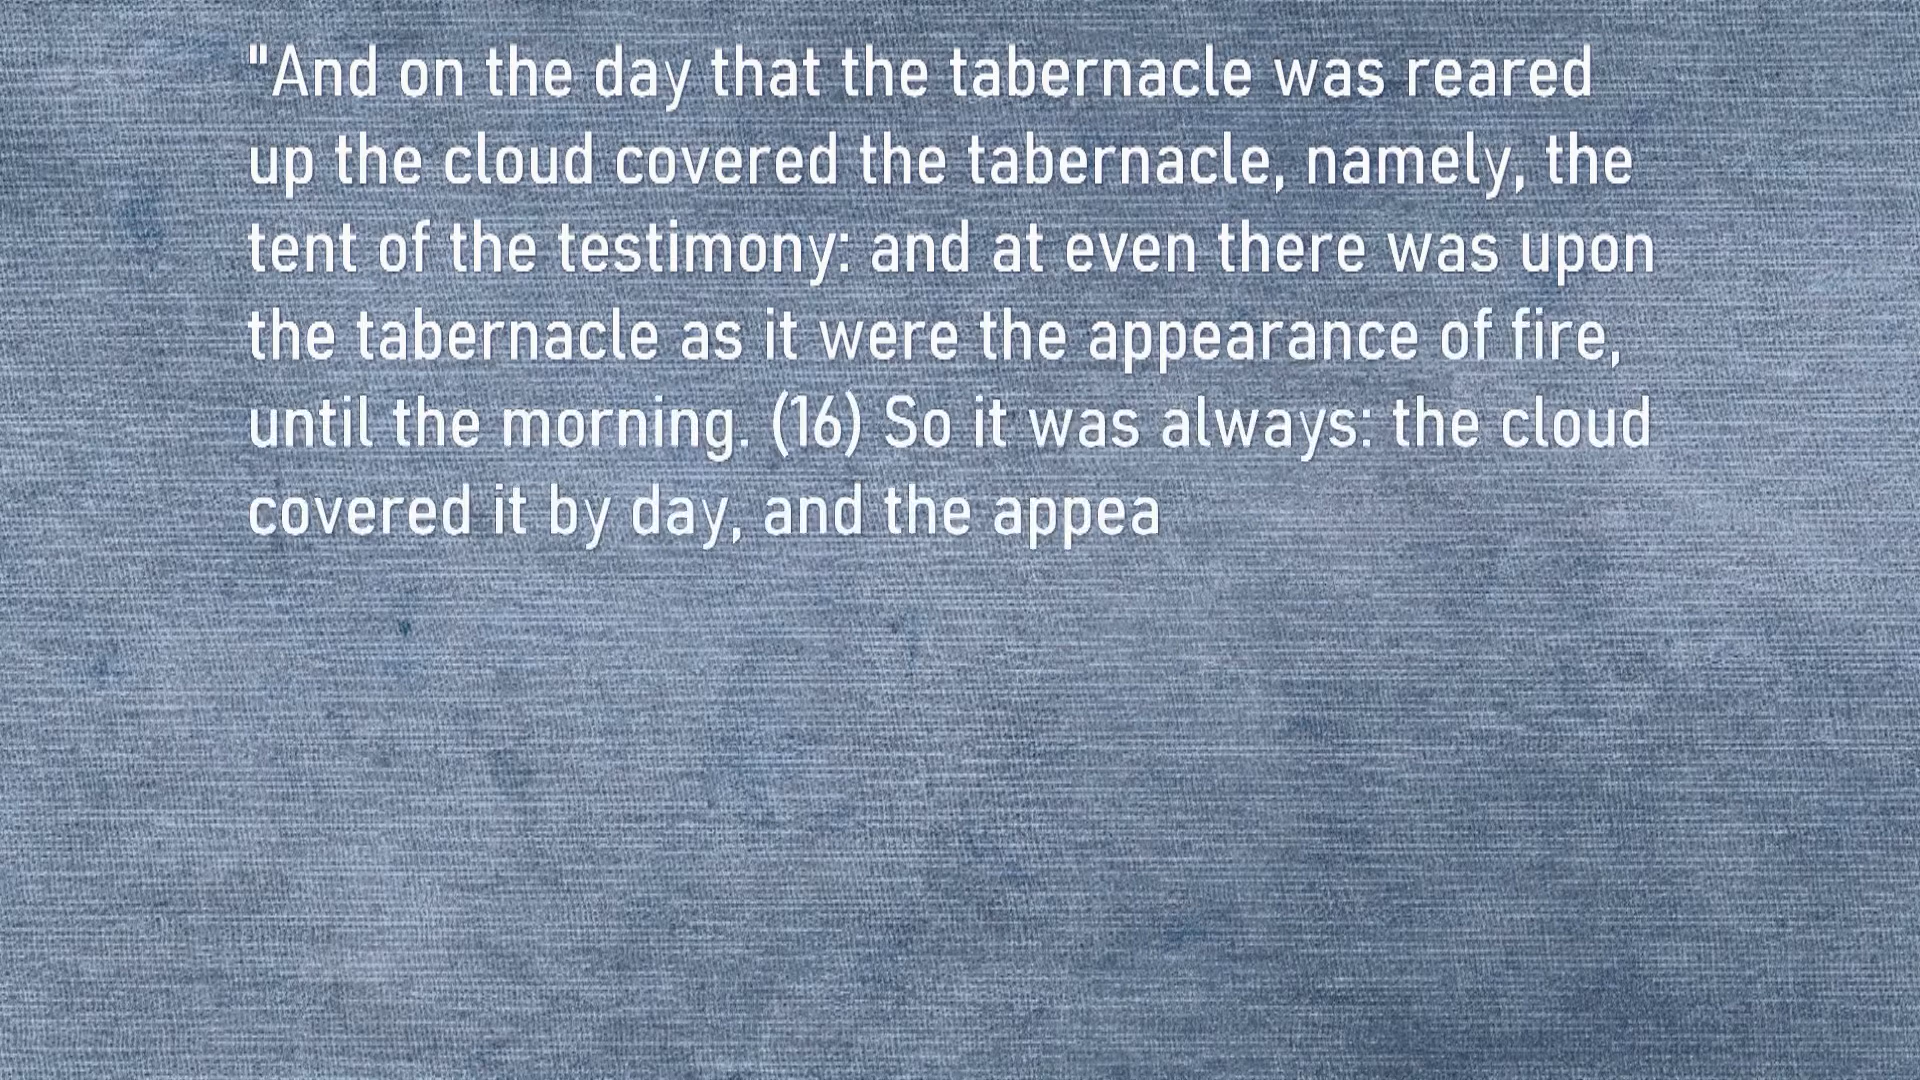 "And on the day that the tabernacle was reared
up the cloud covered the tabernacle, namely, the
tent of the testimony: and at even there was upon
the tabernacle as it were the appearance of fire,
until the morning. (16) So it was always: the cloud
covered it by day, and the appea